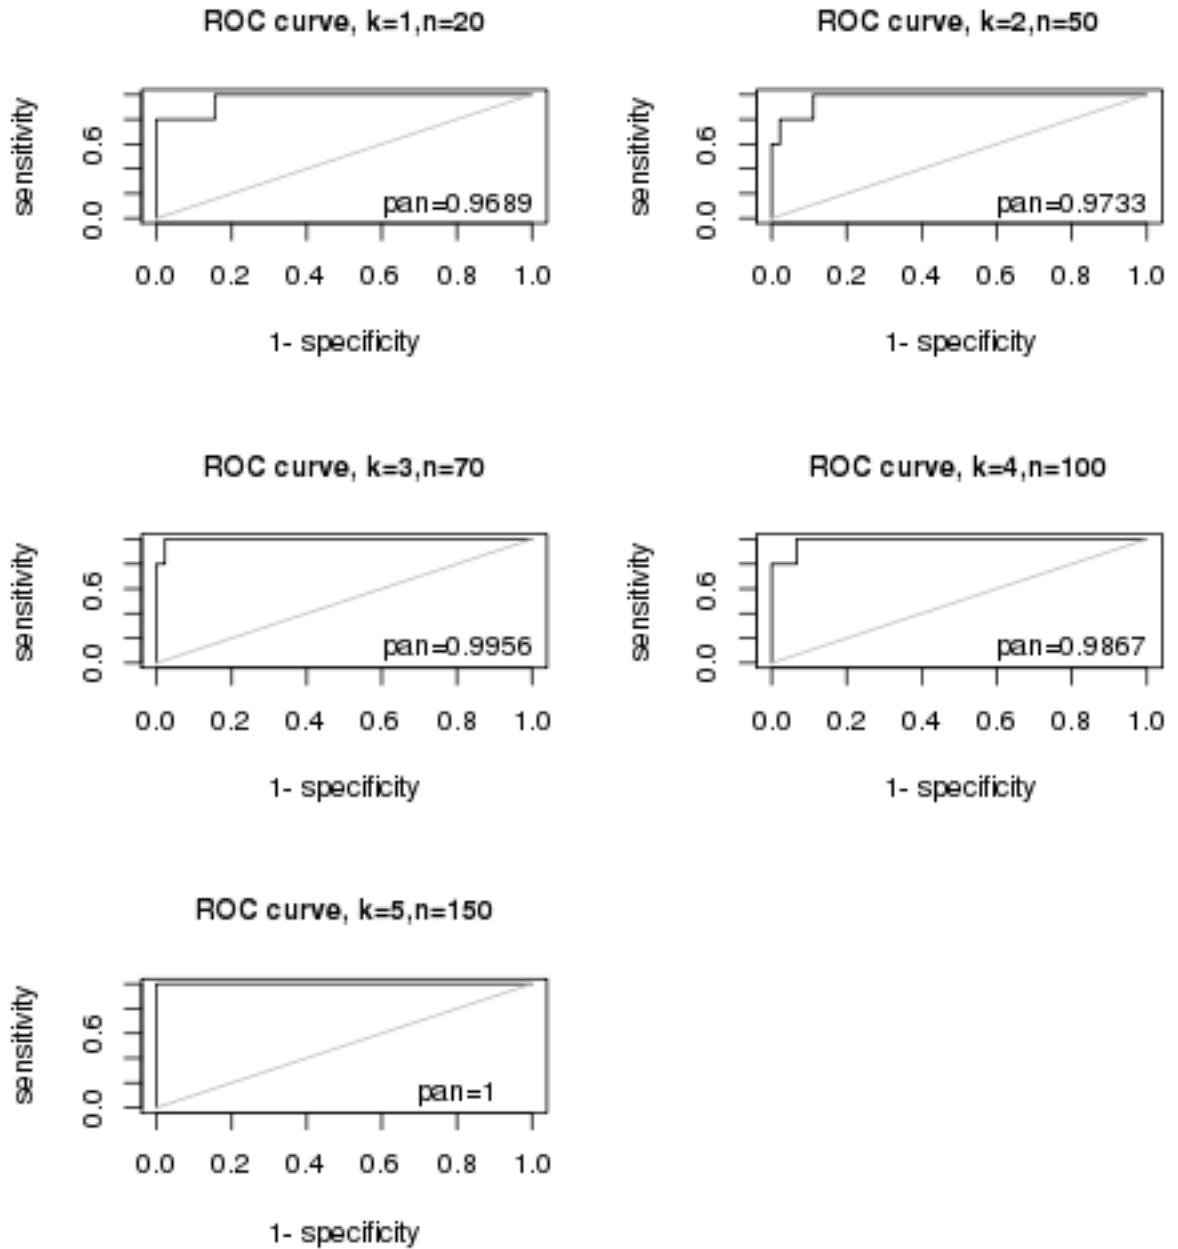 ROC curve, k=1,n=20
sensitivity
0.0 0.6
pan=0.9689
0.0 0.2 0.4 0.6 0.8 1.0
1- specificity
ROC curve, k=2,n=50
sensitivity
0.0 0.6
pan=0.9733
0.0 0.2 0.4 0.6 0.8 1.0
1- specificity
ROC curve, k=3,n=70
sensitivity
0.0 0.6
pan=0.9956
0.0 0.2 0.4 0.6 0.8 1.0
1- specificity
ROC curve, k=4,n=100
sensitivity
0.0 0.6
pan=0.9867
0.0 0.2 0.4 0.6 0.8 1.0
1- specificity
ROC curve, k=5,n=150
sensitivity
0.0 0.6
pan=1
0.0 0.2 0.4 0.6 0.8 1.0
1- specificity